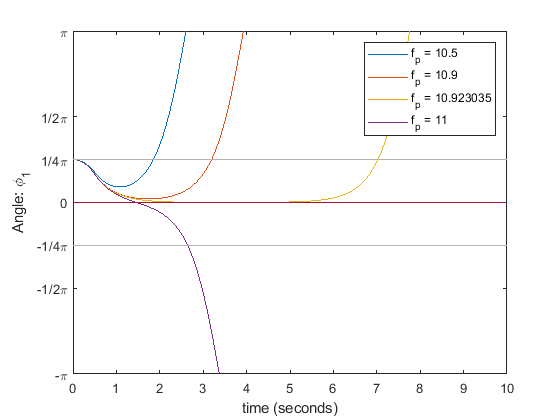 π
1/2π
1/4π
0
-1/4π
-1/2π
-π
Angle: ϕ₁
0 1 2 3 4 5 6 7 8 9 10
time (seconds)
fₚ = 10.5
fₚ = 10.9
fₚ = 10.923035
fₚ = 11